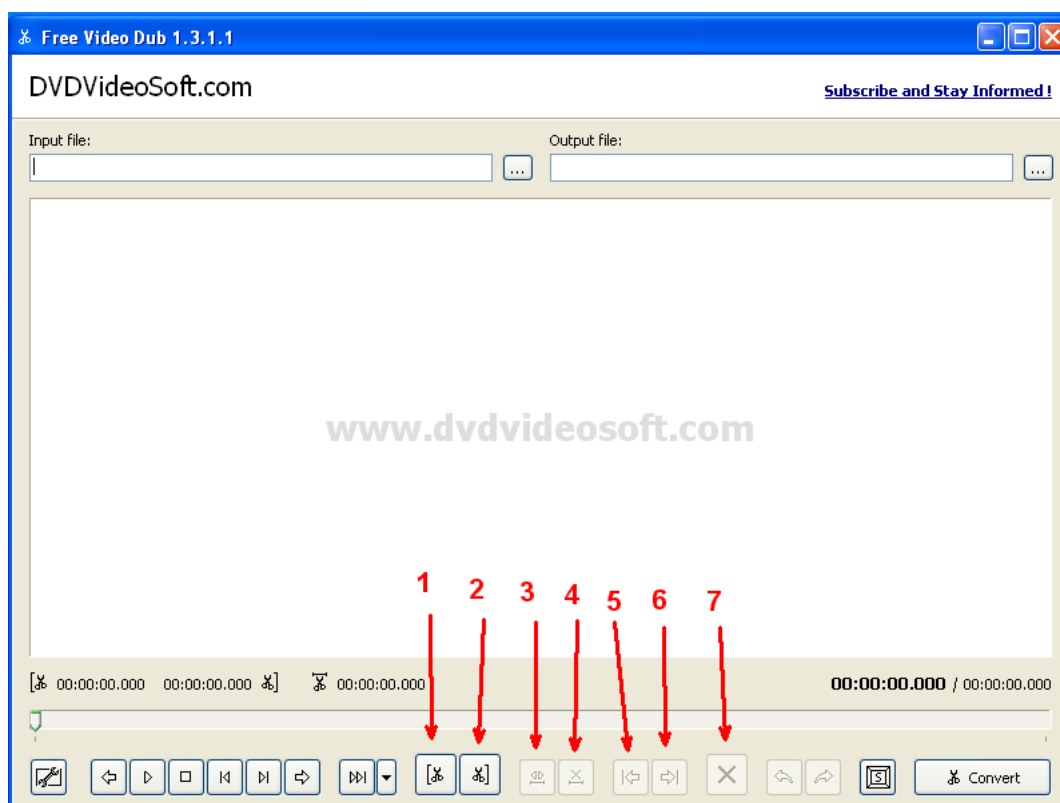 Free Video Dub 1.3.1.1
DVDVideoSoft.com
Subscribe and Stay Informed !
Input file:
Output file:
...
...
www.dvdvideosoft.com
1 2 3 4 5 6 7
00:00:00.000 00:00:00.000 00:00:00.000 00:00:00.000 / 00:00:00.000
S
Convert